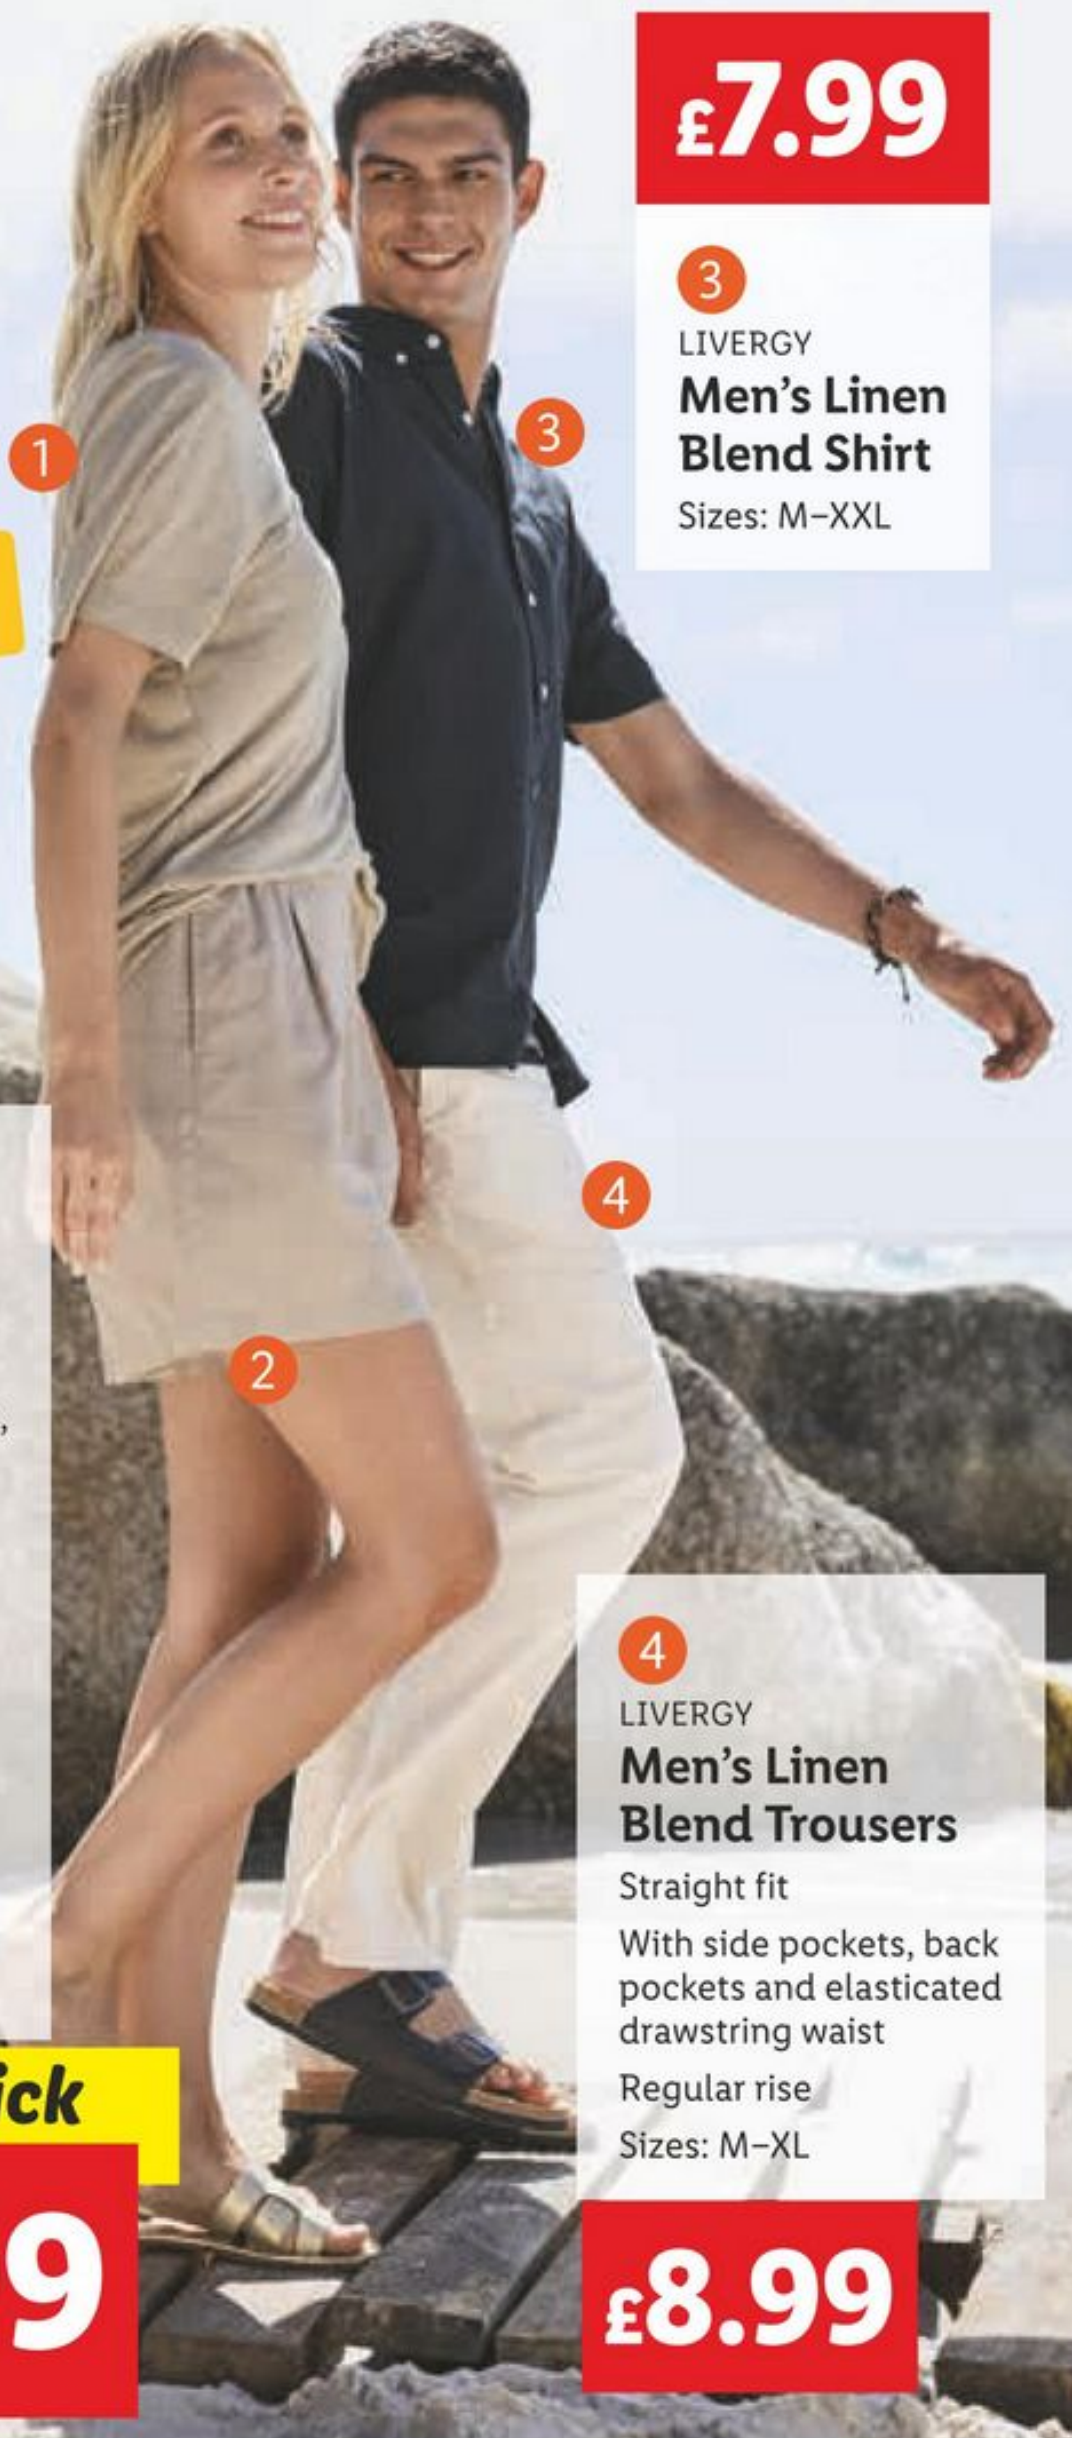 £7.99
3
LIVERGY
Men's Linen
Blend Shirt
Sizes: M–XXL
1
3
4
2
,
4
LIVERGY
Men's Linen
Blend Trousers
Straight fit
With side pockets, back
pockets and elasticated
drawstring waist
Regular rise
Sizes: M–XL
ick
9
£8.99